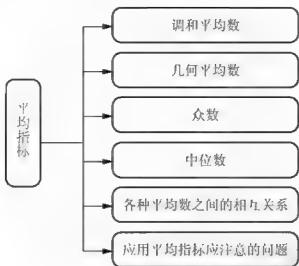 平均指标
调和平均数
几何平均数
众数
中位数
各种平均数之间的相互关系
应用平均指标应注意的问题